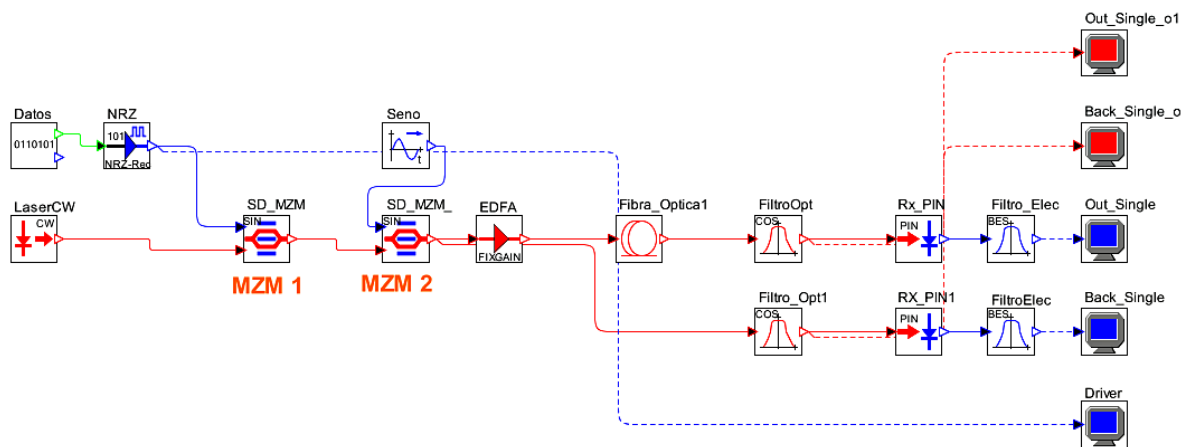 Out_Single_o1
Back_Single_o
Datos
0110101
NRZ
101
NRZ-Rec
Seno
t
LaserCW
CW
SD_MZM
SIN
MZM 1
SD_MZM_
SIN
MZM 2
EDFA
FIXGAIN
Fibra_Optica1
FiltroOpt
COS
Rx_PIN
PIN
Filtro_Elec
BES
Out_Single
Filtro_Opt1
COS
RX_PIN1
PIN
FiltroElec
BES
Back_Single
Driver